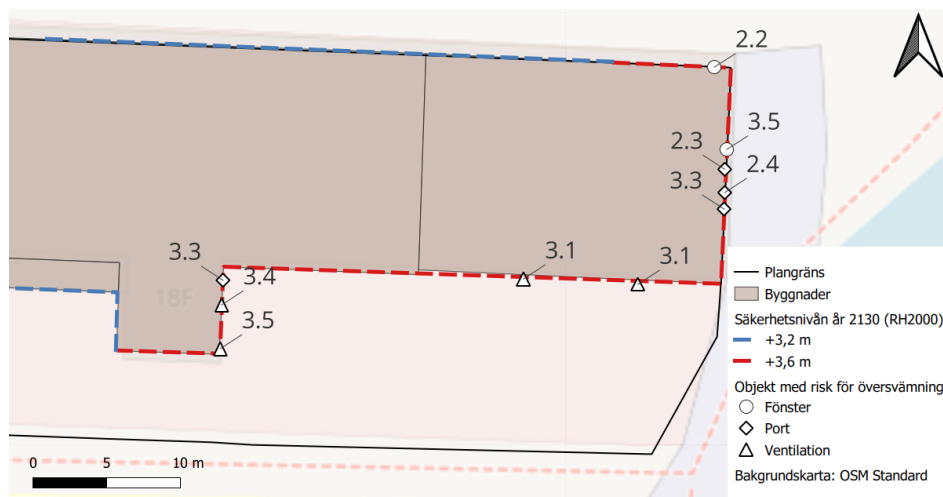 2.2
3.5
2.3
2.4
3.3
3.3
3.1
3.1
3.4
18F
3.5
Plangräns
Byggnader
Säkerhetsnivån år 2130 (RH2000)
+3,2 m
+3,6 m
Objekt med risk för översvämning
Fönster
Port
Ventilation
Bakgrundskarta: OSM Standard
0 5 10 m